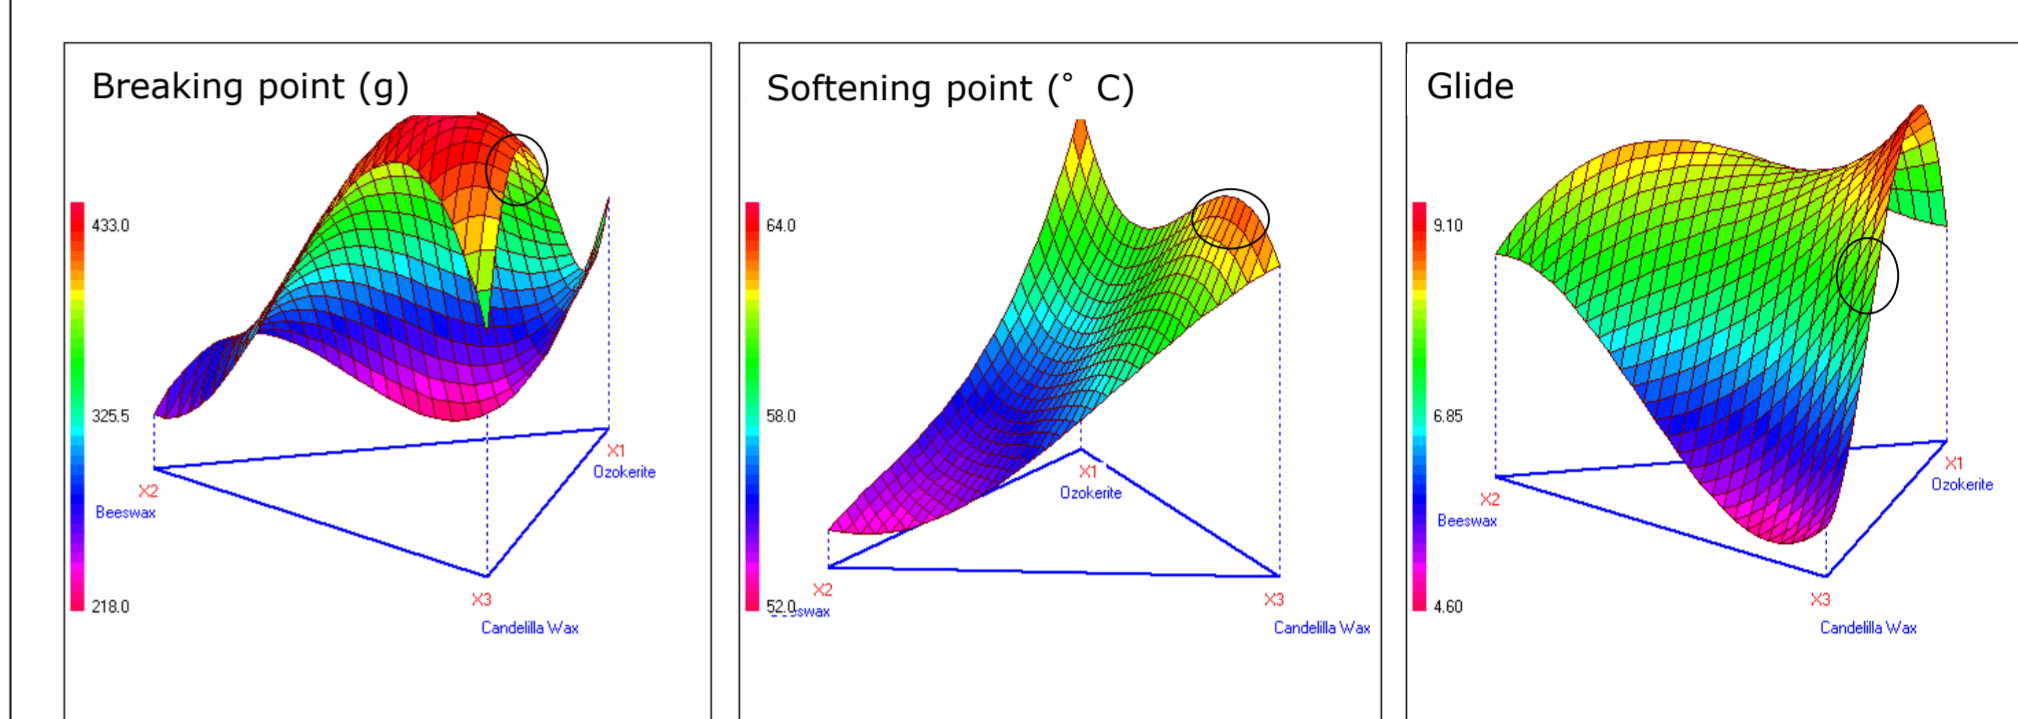 Breaking point (g)
433.0
325.5
218.0
X1
Ozokerite
X2
Beeswax
X3
Candelilla Wax
Softening point (° C)
64.0
58.0
52.0
X1
Ozokerite
X2
X3
Candelilla Wax
Glide
9.10
6.85
4.60
X1
Ozokerite
X2
Beeswax
X3
Candelilla Wax